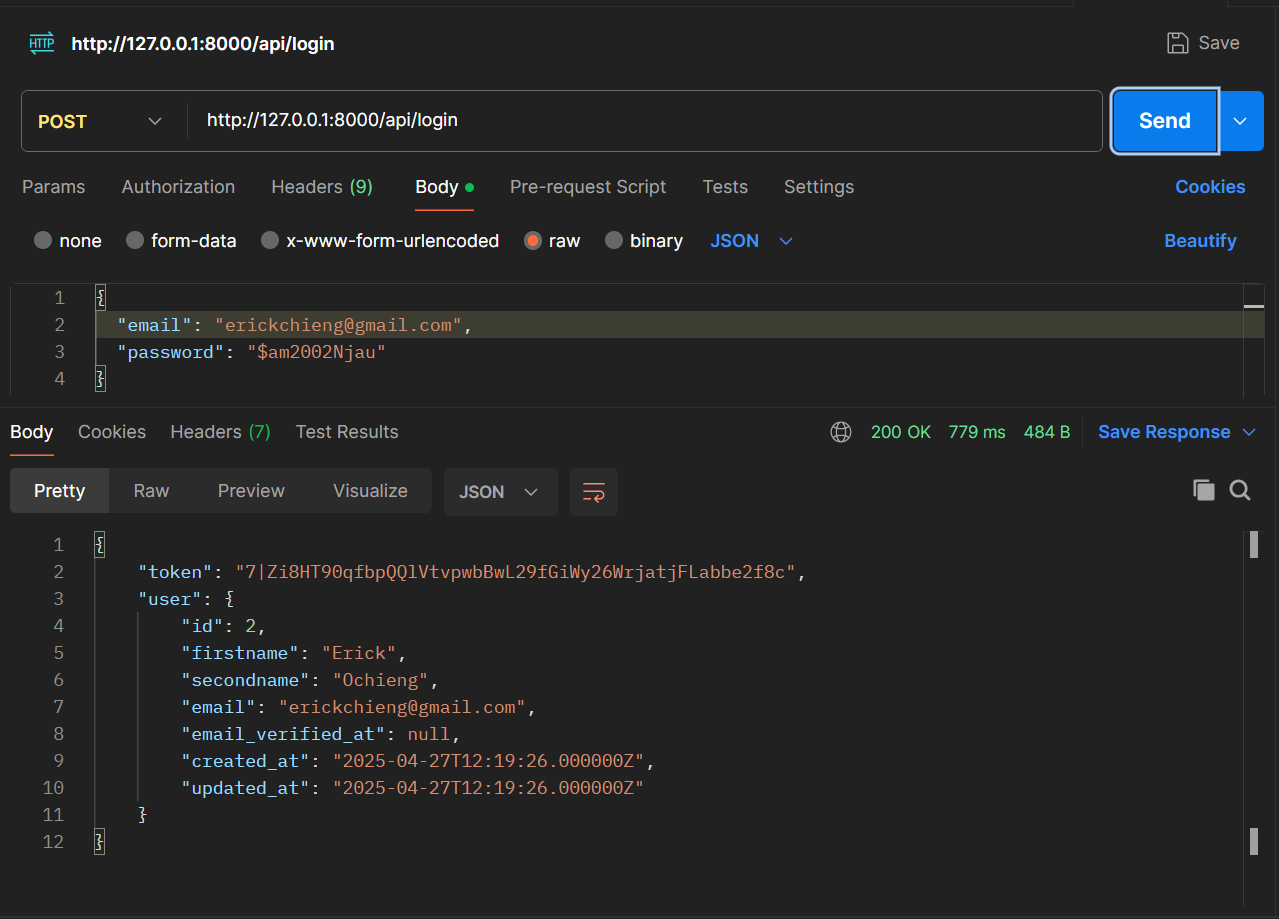 HTTP http://127.0.0.1:8000/api/login Save
POST http://127.0.0.1:8000/api/login Send
Params Authorization Headers (9) Body Pre-request Script Tests Settings Cookies
none form-data x-www-form-urlencoded raw binary JSON Beautify
1 {
2 "email": "erickchieng@gmail.com",
3 "password": "$am2002Njau"
4 }
Body Cookies Headers (7) Test Results 200 OK 779 ms 484 B Save Response
Pretty Raw Preview Visualize JSON
1 {
2 "token": "7|Zi8HT90qfbpQQlVtvpwbBwL29fGiWy26WrjatjFLabbe2f8c",
3 "user": {
4 "id": 2,
5 "firstname": "Erick",
6 "secondname": "Ochieng",
7 "email": "erickchieng@gmail.com",
8 "email_verified_at": null,
9 "created_at": "2025-04-27T12:19:26.000000Z",
10 "updated_at": "2025-04-27T12:19:26.000000Z"
11 }
12 }